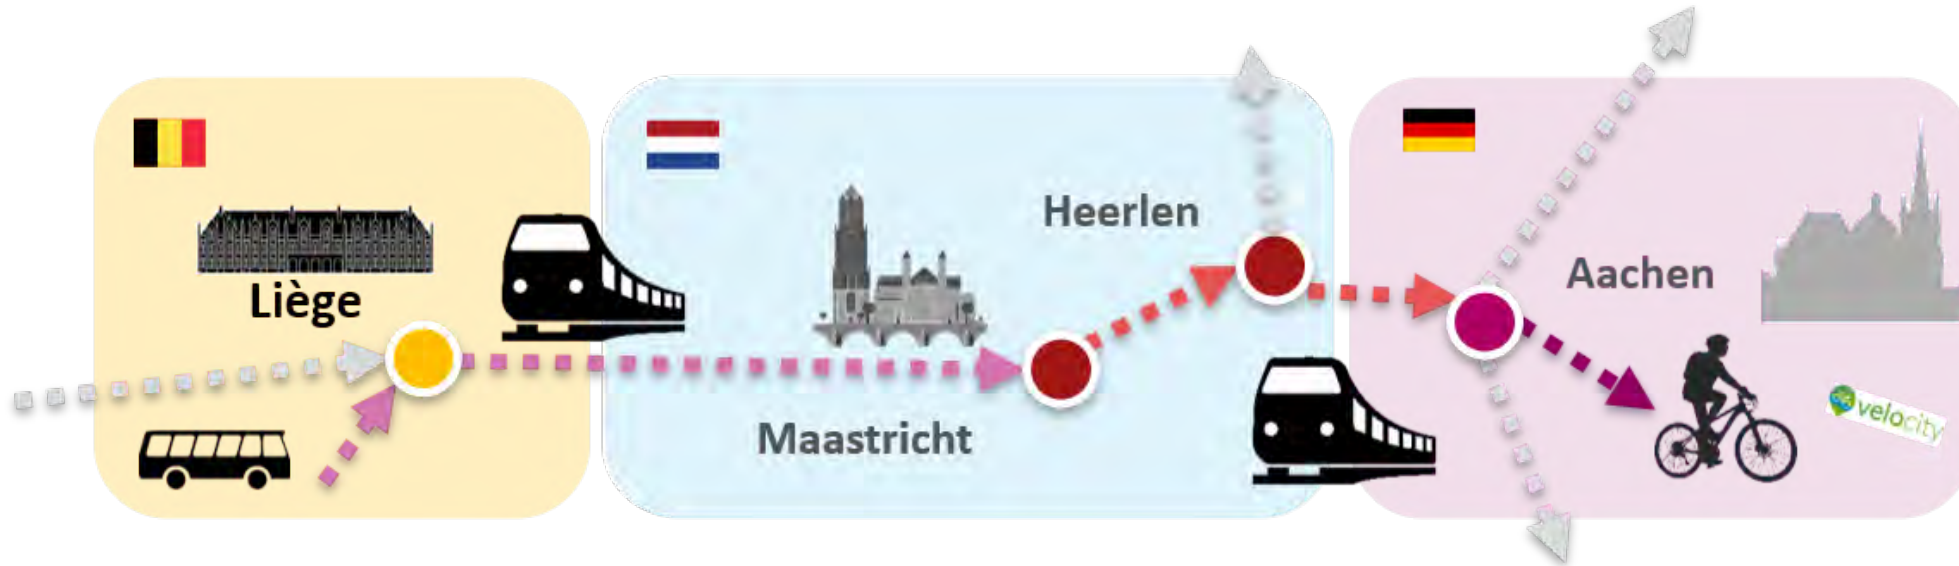 Liège
Maastricht
Heerlen
Aachen
velocity